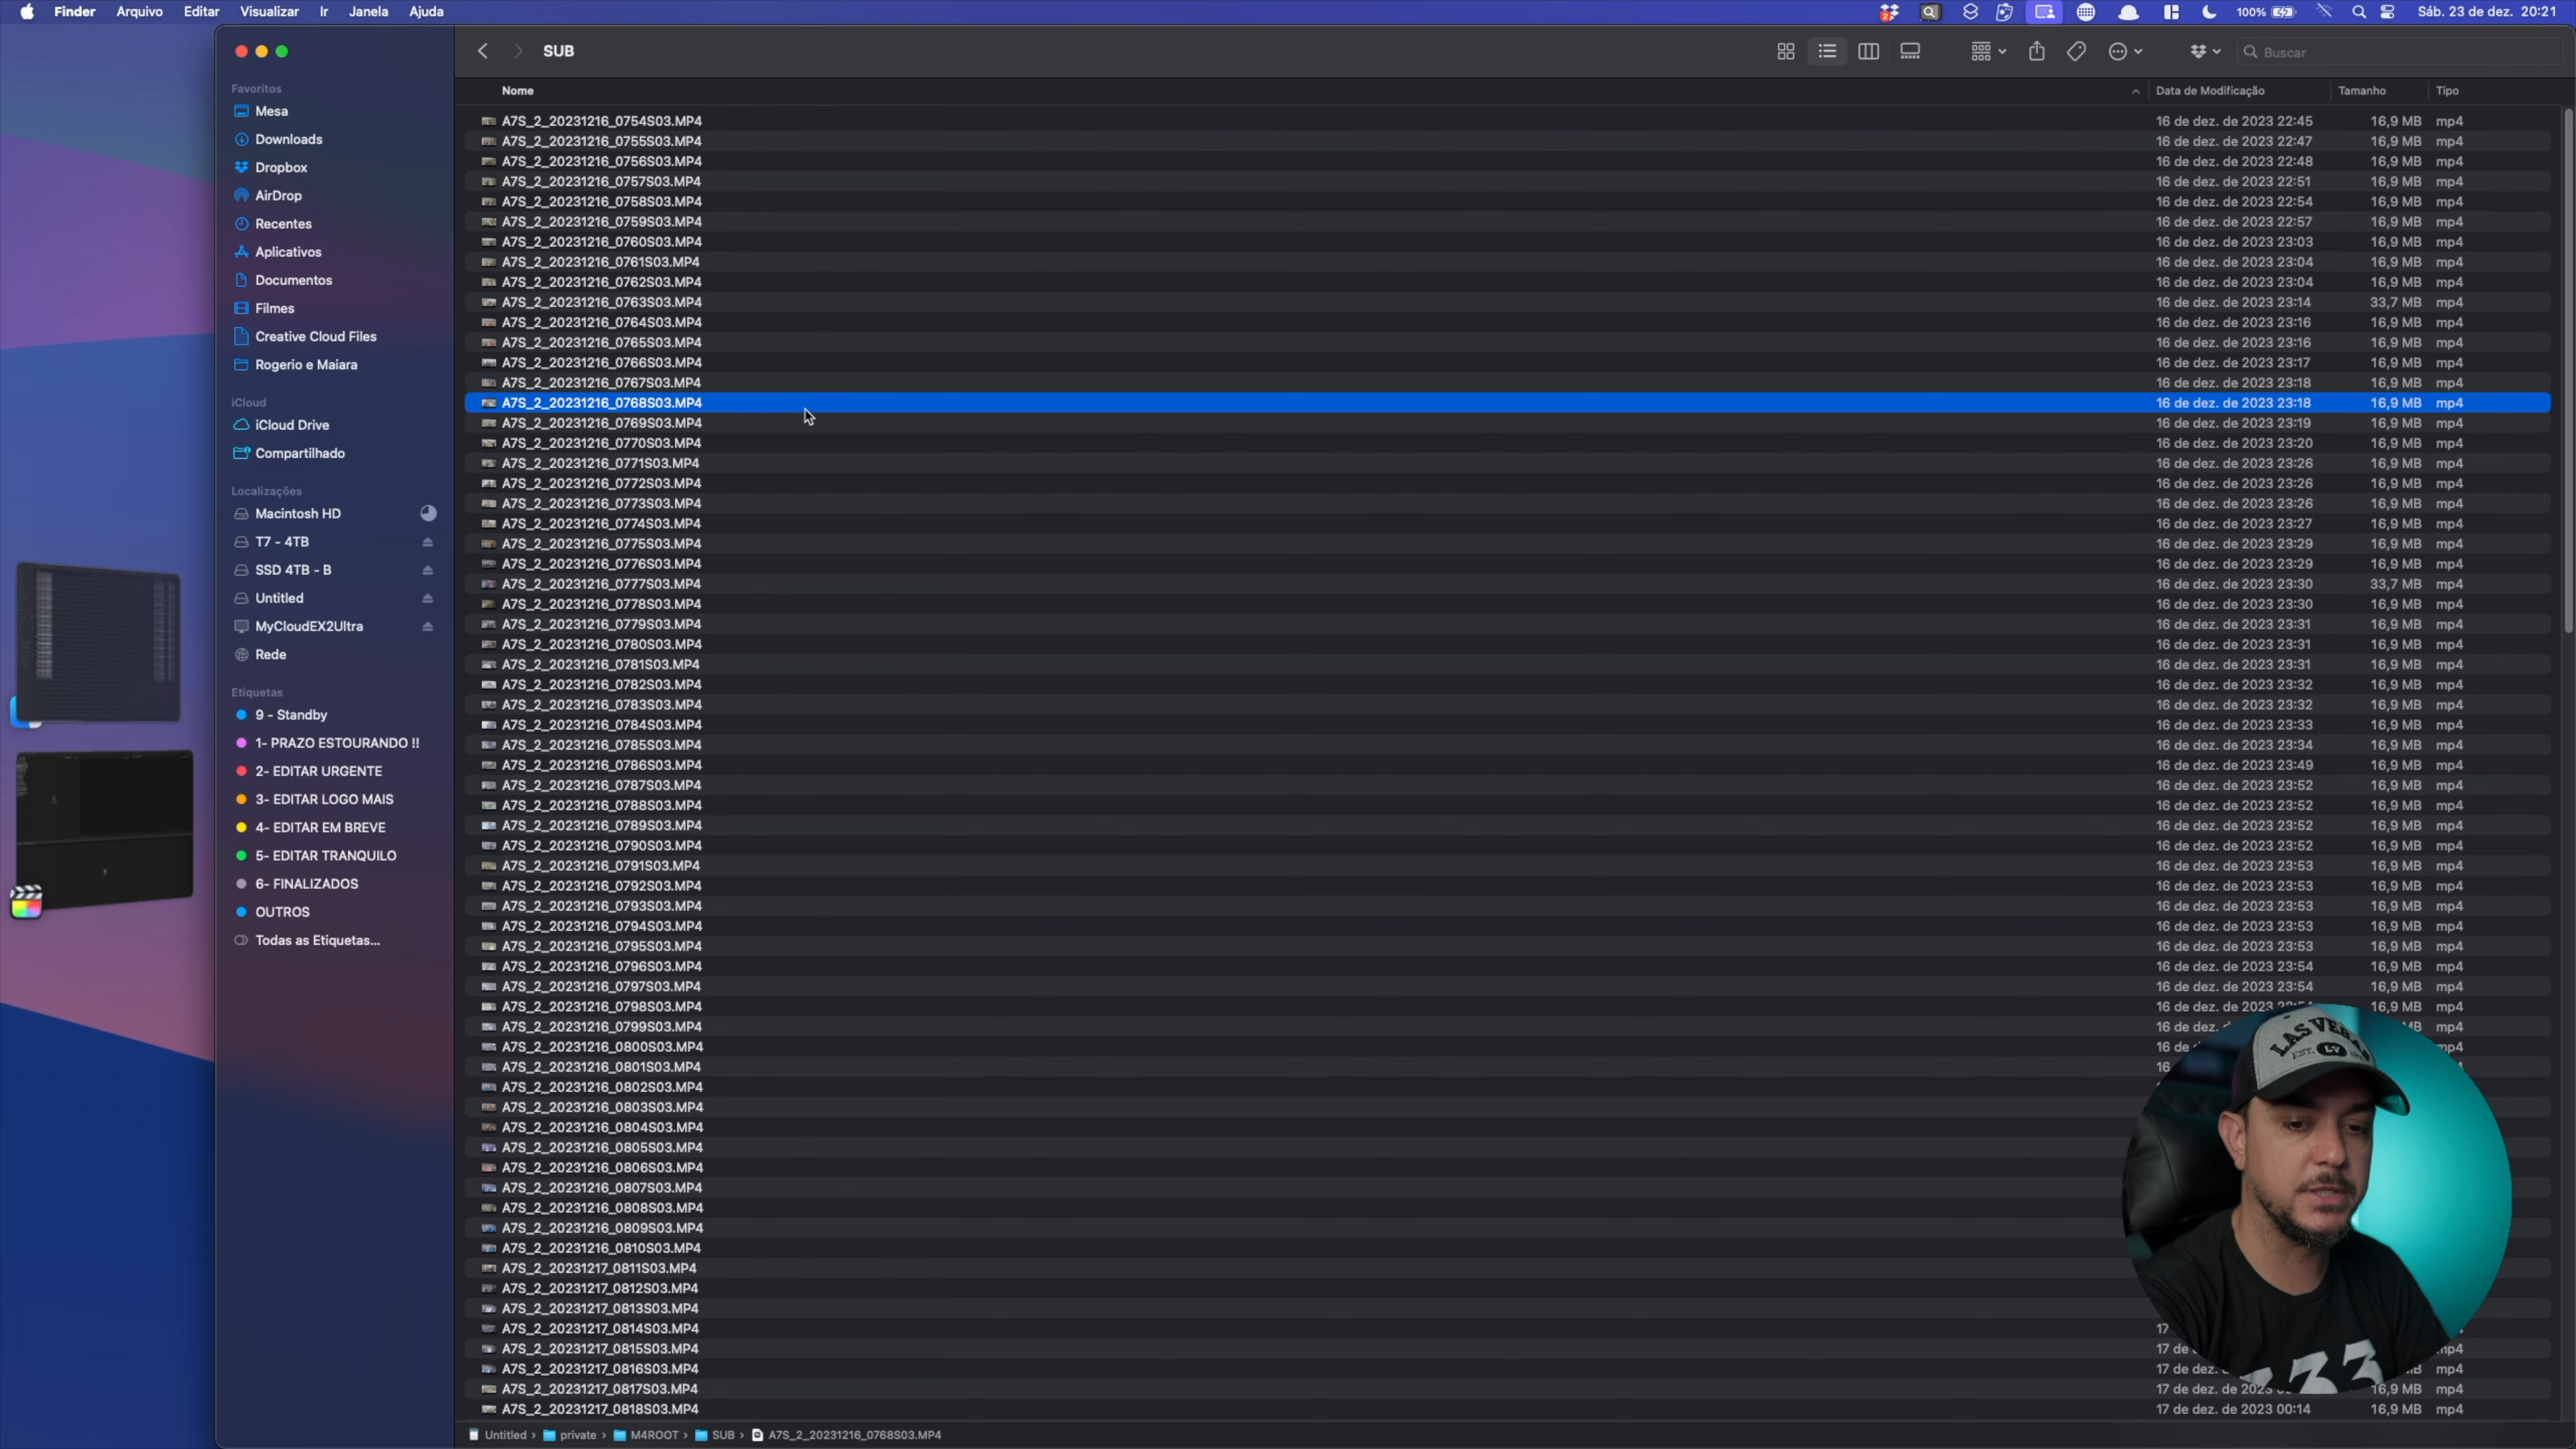 Finder Arquivo Editar Visualizar Ir Janela Ajuda
100% Sáb. 23 de dez. 20:21
SUB
Buscar
Favoritos
Mesa
Downloads
Dropbox
AirDrop
Recentes
Aplicativos
Documentos
Filmes
Creative Cloud Files
Rogerio e Maiara
iCloud
iCloud Drive
Compartilhado
Localizações
Macintosh HD
T7 - 4TB
SSD 4TB - B
Untitled
MyCloudEX2Ultra
Rede
Etiquetas
9 - Standby
1- PRAZO ESTOURANDO !!
2- EDITAR URGENTE
3- EDITAR LOGO MAIS
4- EDITAR EM BREVE
5- EDITAR TRANQUILO
6- FINALIZADOS
OUTROS
Todas as Etiquetas...
Nome Data de Modificação Tamanho Tipo
A7S_2_20231216_0754S03.MP4 16 de dez. de 2023 22:45 16,9 MB mp4
A7S_2_20231216_0755S03.MP4 16 de dez. de 2023 22:47 16,9 MB mp4
A7S_2_20231216_0756S03.MP4 16 de dez. de 2023 22:48 16,9 MB mp4
A7S_2_20231216_0757S03.MP4 16 de dez. de 2023 22:51 16,9 MB mp4
A7S_2_20231216_0758S03.MP4 16 de dez. de 2023 22:54 16,9 MB mp4
A7S_2_20231216_0759S03.MP4 16 de dez. de 2023 22:57 16,9 MB mp4
A7S_2_20231216_0760S03.MP4 16 de dez. de 2023 23:03 16,9 MB mp4
A7S_2_20231216_0761S03.MP4 16 de dez. de 2023 23:04 16,9 MB mp4
A7S_2_20231216_0762S03.MP4 16 de dez. de 2023 23:04 16,9 MB mp4
A7S_2_20231216_0763S03.MP4 16 de dez. de 2023 23:14 33,7 MB mp4
A7S_2_20231216_0764S03.MP4 16 de dez. de 2023 23:16 16,9 MB mp4
A7S_2_20231216_0765S03.MP4 16 de dez. de 2023 23:16 16,9 MB mp4
A7S_2_20231216_0766S03.MP4 16 de dez. de 2023 23:17 16,9 MB mp4
A7S_2_20231216_0767S03.MP4 16 de dez. de 2023 23:18 16,9 MB mp4
A7S_2_20231216_0768S03.MP4 16 de dez. de 2023 23:18 16,9 MB mp4
A7S_2_20231216_0769S03.MP4 16 de dez. de 2023 23:19 16,9 MB mp4
A7S_2_20231216_0770S03.MP4 16 de dez. de 2023 23:20 16,9 MB mp4
A7S_2_20231216_0771S03.MP4 16 de dez. de 2023 23:26 16,9 MB mp4
A7S_2_20231216_0772S03.MP4 16 de dez. de 2023 23:26 16,9 MB mp4
A7S_2_20231216_0773S03.MP4 16 de dez. de 2023 23:26 16,9 MB mp4
A7S_2_20231216_0774S03.MP4 16 de dez. de 2023 23:27 16,9 MB mp4
A7S_2_20231216_0775S03.MP4 16 de dez. de 2023 23:29 16,9 MB mp4
A7S_2_20231216_0776S03.MP4 16 de dez. de 2023 23:29 16,9 MB mp4
A7S_2_20231216_0777S03.MP4 16 de dez. de 2023 23:30 33,7 MB mp4
A7S_2_20231216_0778S03.MP4 16 de dez. de 2023 23:30 16,9 MB mp4
A7S_2_20231216_0779S03.MP4 16 de dez. de 2023 23:31 16,9 MB mp4
A7S_2_20231216_0780S03.MP4 16 de dez. de 2023 23:31 16,9 MB mp4
A7S_2_20231216_0781S03.MP4 16 de dez. de 2023 23:31 16,9 MB mp4
A7S_2_20231216_0782S03.MP4 16 de dez. de 2023 23:32 16,9 MB mp4
A7S_2_20231216_0783S03.MP4 16 de dez. de 2023 23:32 16,9 MB mp4
A7S_2_20231216_0784S03.MP4 16 de dez. de 2023 23:33 16,9 MB mp4
A7S_2_20231216_0785S03.MP4 16 de dez. de 2023 23:34 16,9 MB mp4
A7S_2_20231216_0786S03.MP4 16 de dez. de 2023 23:49 16,9 MB mp4
A7S_2_20231216_0787S03.MP4 16 de dez. de 2023 23:52 16,9 MB mp4
A7S_2_20231216_0788S03.MP4 16 de dez. de 2023 23:52 16,9 MB mp4
A7S_2_20231216_0789S03.MP4 16 de dez. de 2023 23:52 16,9 MB mp4
A7S_2_20231216_0790S03.MP4 16 de dez. de 2023 23:52 16,9 MB mp4
A7S_2_20231216_0791S03.MP4 16 de dez. de 2023 23:53 16,9 MB mp4
A7S_2_20231216_0792S03.MP4 16 de dez. de 2023 23:53 16,9 MB mp4
A7S_2_20231216_0793S03.MP4 16 de dez. de 2023 23:53 16,9 MB mp4
A7S_2_20231216_0794S03.MP4 16 de dez. de 2023 23:53 16,9 MB mp4
A7S_2_20231216_0795S03.MP4 16 de dez. de 2023 23:53 16,9 MB mp4
A7S_2_20231216_0796S03.MP4 16 de dez. de 2023 23:54 16,9 MB mp4
A7S_2_20231216_0797S03.MP4 16 de dez. de 2023 23:54 16,9 MB mp4
A7S_2_20231216_0798S03.MP4 16 de dez. de 2023 16,9 MB mp4
A7S_2_20231216_0799S03.MP4 16 de dez. MB mp4
A7S_2_20231216_0800S03.MP4 16 de mp4
A7S_2_20231216_0801S03.MP4 16
A7S_2_20231216_0802S03.MP4
A7S_2_20231216_0803S03.MP4
A7S_2_20231216_0804S03.MP4
A7S_2_20231216_0805S03.MP4
A7S_2_20231216_0806S03.MP4
A7S_2_20231216_0807S03.MP4
A7S_2_20231216_0808S03.MP4
A7S_2_20231216_0809S03.MP4
A7S_2_20231216_0810S03.MP4
A7S_2_20231217_0811S03.MP4
A7S_2_20231217_0812S03.MP4
A7S_2_20231217_0813S03.MP4
A7S_2_20231217_0814S03.MP4 17
A7S_2_20231217_0815S03.MP4 17 de mp4
A7S_2_20231217_0816S03.MP4 17 de dez. mp4
A7S_2_20231217_0817S03.MP4 17 de dez. de 2023 16,9 MB mp4
A7S_2_20231217_0818S03.MP4 17 de dez. de 2023 00:14 16,9 MB mp4
LAS VEGAS
EST. LV
333
Untitled › private › M4ROOT › SUB › A7S_2_20231216_0768S03.MP4